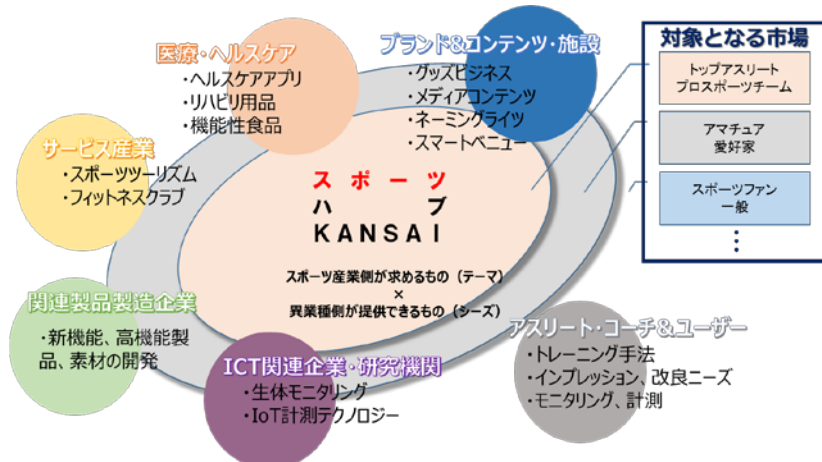 医療・ヘルスケア
・ヘルスケアアプリ
・リハビリ用品
・機能性食品
ブランド&コンテンツ・施設
・グッズビジネス
・メディアコンテンツ
・ネーミングライツ
・スマートベニュー
対象となる市場
トップアスリート
プロスポーツチーム
アマチュア
愛好家
スポーツファン
一般
⋮
サービス産業
・スポーツツーリズム
・フィットネスクラブ
スポーツ
ハブ
KANSAI
スポーツ産業側が求めるもの（テーマ）
×
異業種側が提供できるもの（シーズ）
関連製品製造企業
・新機能、高機能製
品、素材の開発
ICT関連企業・研究機関
・生体モニタリング
・IoT計測テクノロジー
アスリート・コーチ&ユーザー
・トレーニング手法
・インプレッション、改良ニーズ
・モニタリング、計測